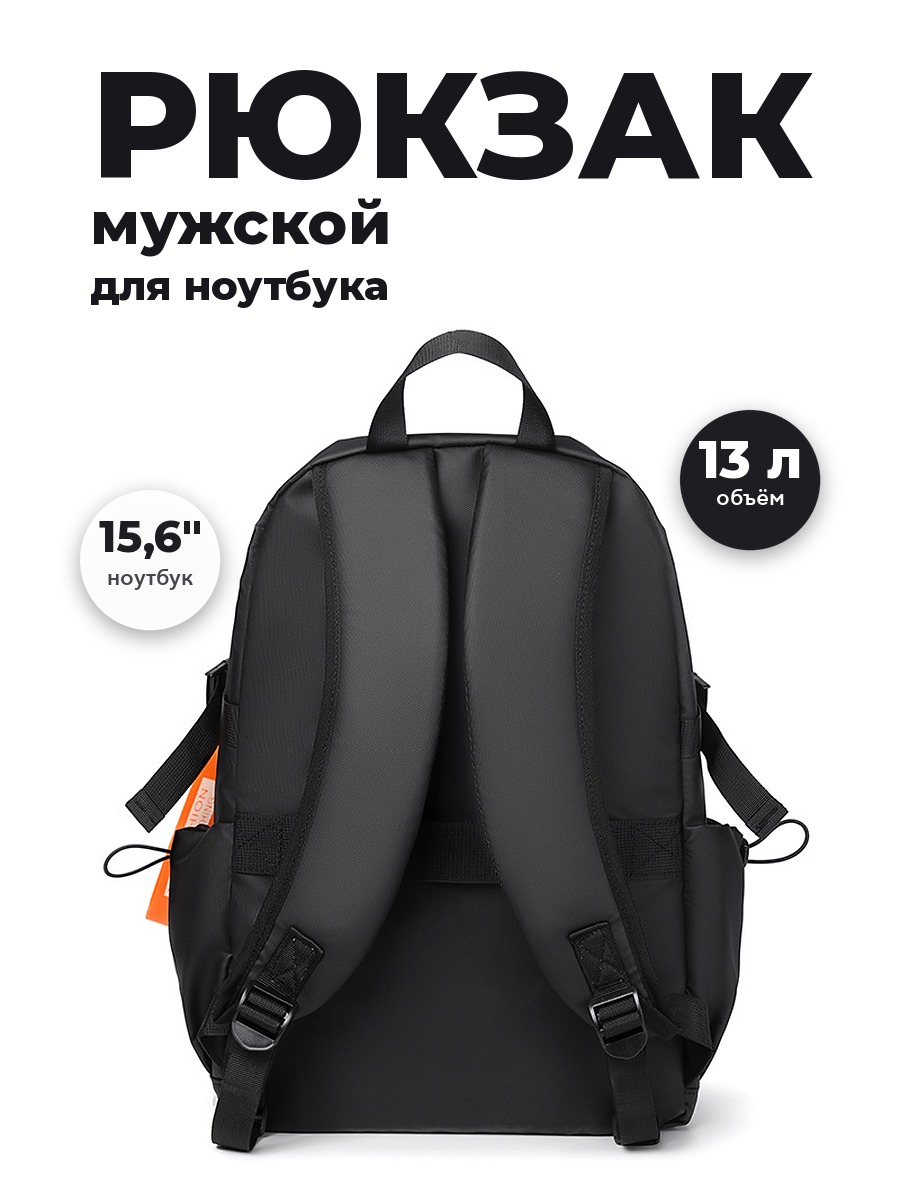 РЮКЗАК
мужской
для ноутбука
13 л
объём
15,6"
ноутбук